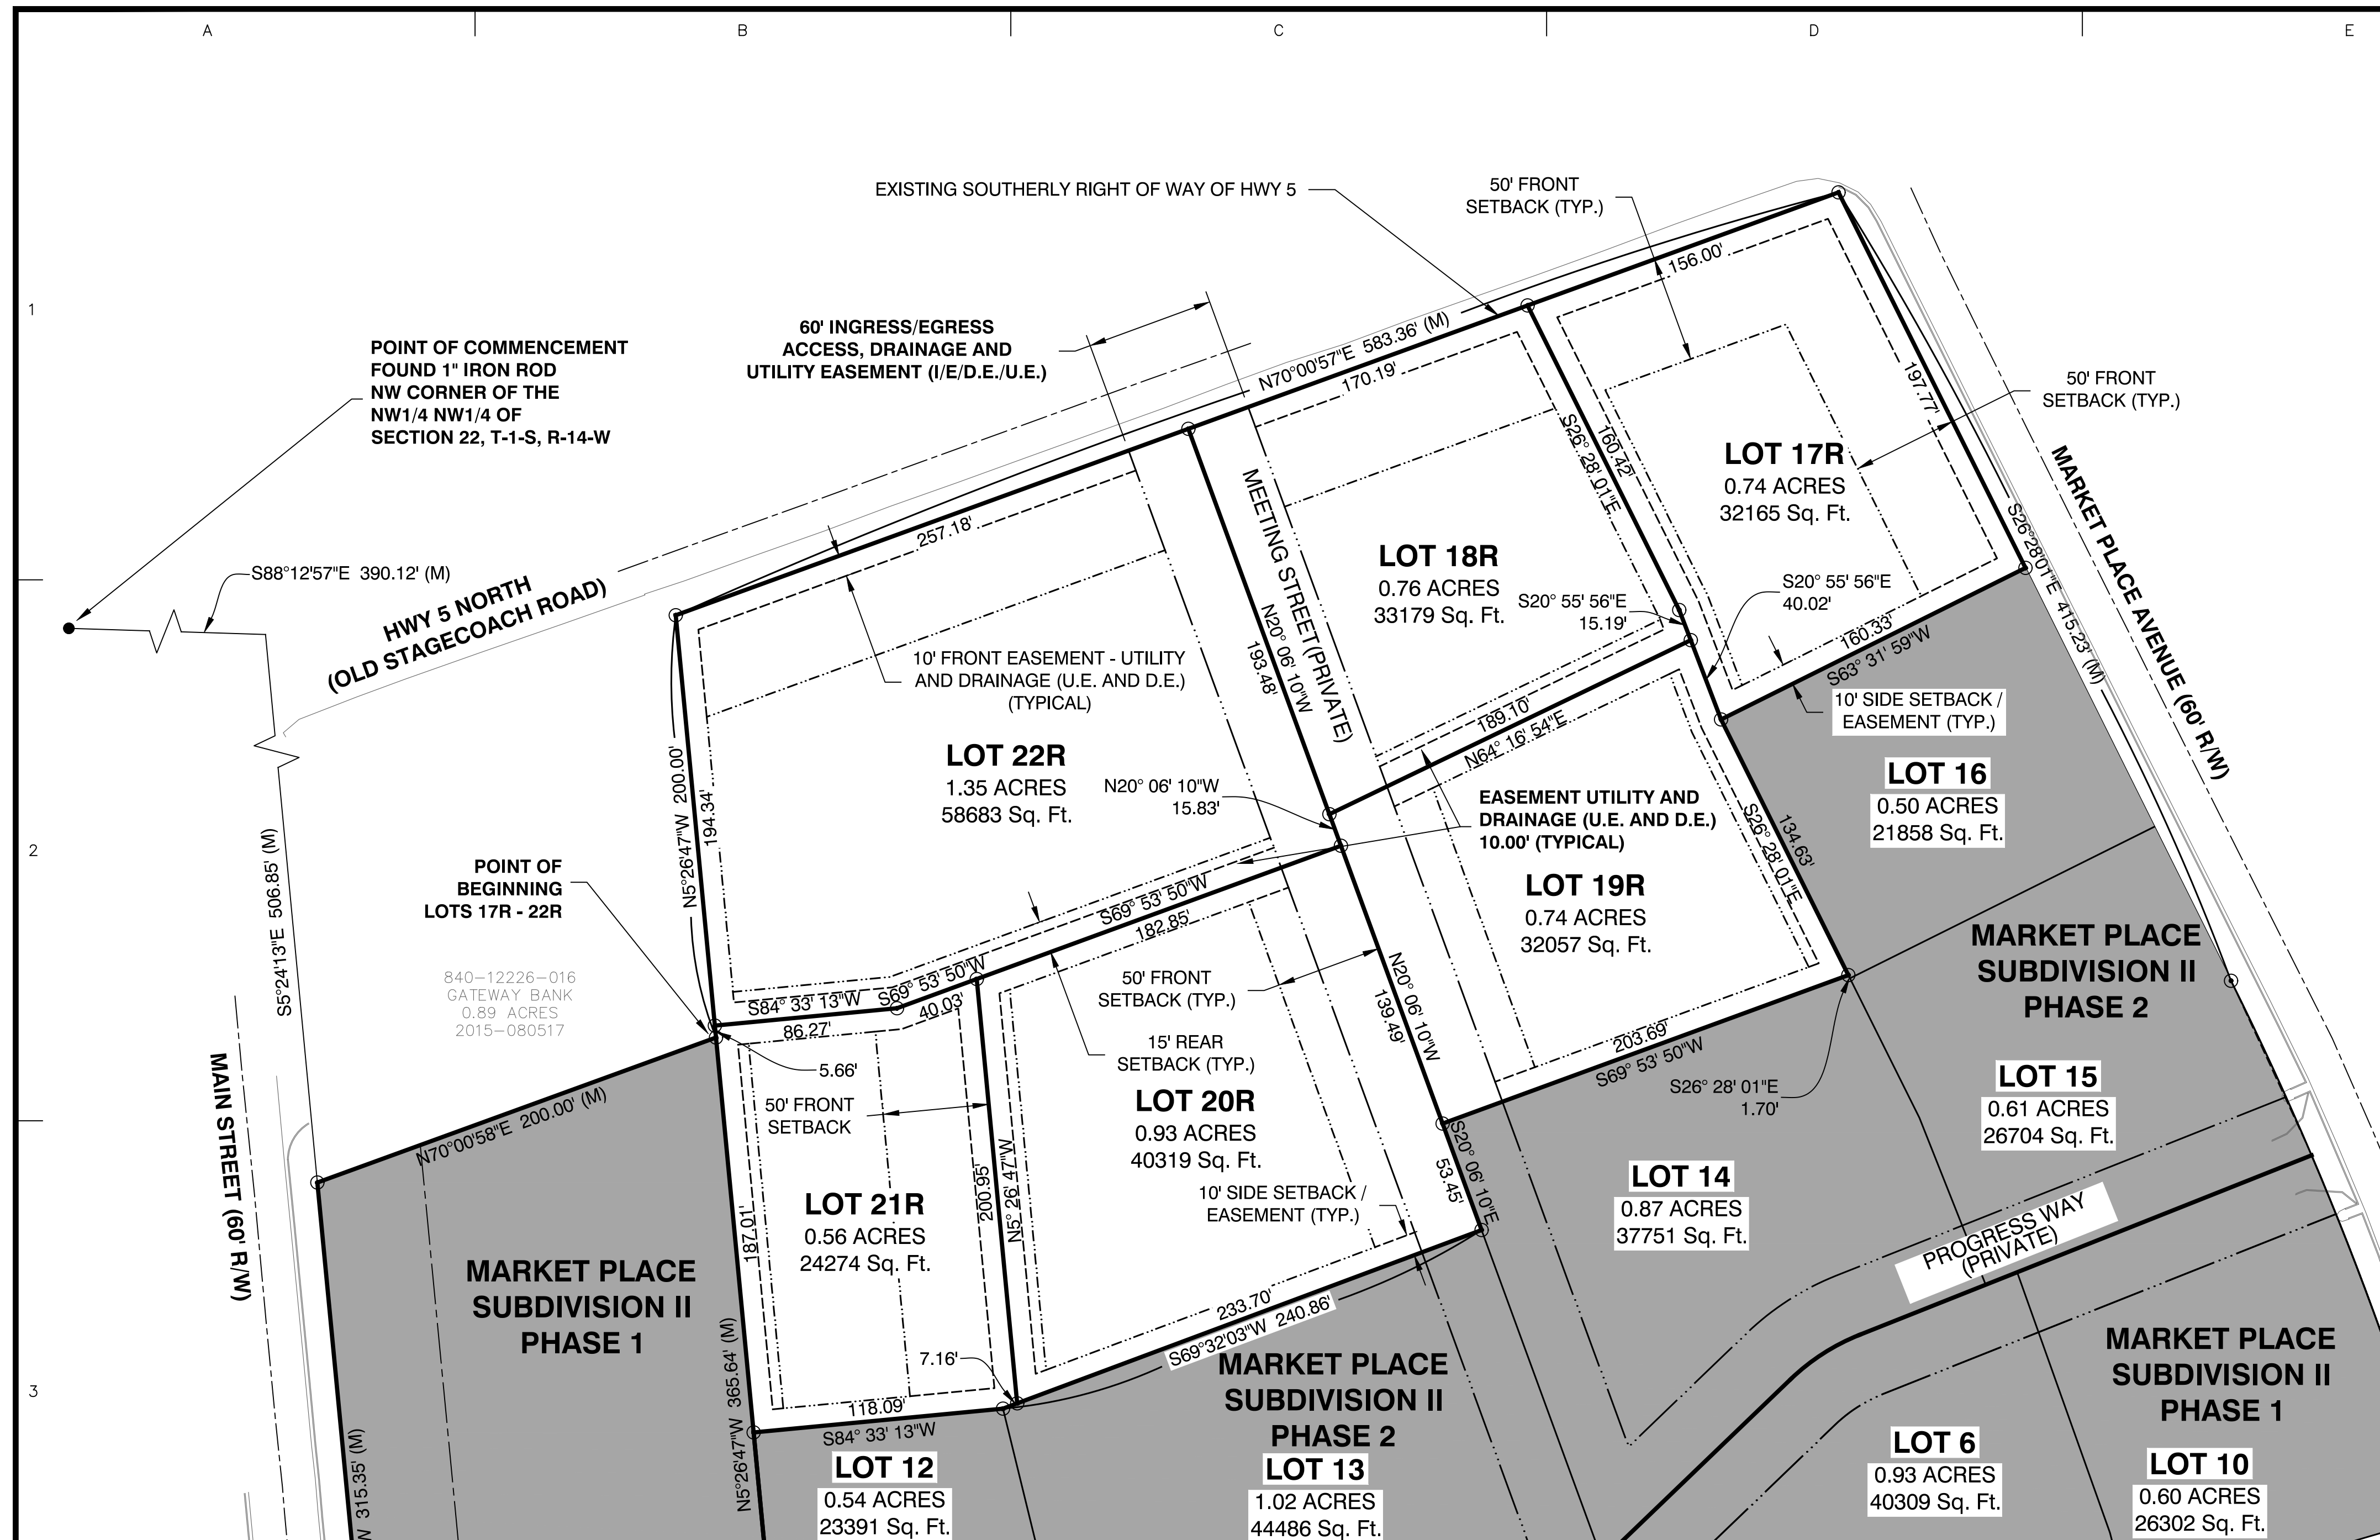 A
B
C
D
E
1
2
3
EXISTING SOUTHERLY RIGHT OF WAY OF HWY 5
50' FRONT
SETBACK (TYP.)
POINT OF COMMENCEMENT
FOUND 1" IRON ROD
NW CORNER OF THE
NW1/4 NW1/4 OF
SECTION 22, T-1-S, R-14-W
60' INGRESS/EGRESS
ACCESS, DRAINAGE AND
UTILITY EASEMENT (I/E/D.E./U.E.)
N70°00'57"E 583.36' (M)
156.00'
170.19'
257.18'
197.77'
50' FRONT
SETBACK (TYP.)
LOT 17R
0.74 ACRES
32165 Sq. Ft.
160.42'
S26° 28' 01"E
MEETING STREET(PRIVATE)
LOT 18R
0.76 ACRES
33179 Sq. Ft.
S20° 55' 56"E
15.19'
S20° 55' 56"E
40.02'
S26°28'01"E 415.23' (M)
MARKET PLACE AVENUE (60' R/W)
S88°12'57"E 390.12' (M)
HWY 5 NORTH
(OLD STAGECOACH ROAD)
10' FRONT EASEMENT - UTILITY
AND DRAINAGE (U.E. AND D.E.)
(TYPICAL)
N20° 06' 10"W
193.48'
160.33'
S63° 31' 59"W
10' SIDE SETBACK /
EASEMENT (TYP.)
189.10'
N64° 16' 54"E
LOT 22R
1.35 ACRES
58683 Sq. Ft.
N5°26'47"W 200.00'
194.34'
N20° 06' 10"W
15.83'
EASEMENT UTILITY AND
DRAINAGE (U.E. AND D.E.)
10.00' (TYPICAL)
LOT 16
0.50 ACRES
21858 Sq. Ft.
134.63'
S26° 28' 01"E
S5°24'13"E 506.85' (M)
POINT OF
BEGINNING
LOTS 17R - 22R
LOT 19R
0.74 ACRES
32057 Sq. Ft.
S69° 53' 50"W
182.85'
MARKET PLACE
SUBDIVISION II
PHASE 2
840-12226-016
GATEWAY BANK
0.89 ACRES
2015-080517
S84° 33' 13"W
86.27'
S69° 53' 50"W
40.03'
50' FRONT
SETBACK (TYP.)
N20° 06' 10"W
139.49'
203.69'
S69° 53' 50"W
S26° 28' 01"E
1.70'
5.66'
15' REAR
SETBACK (TYP.)
LOT 15
0.61 ACRES
26704 Sq. Ft.
MAIN STREET (60' R/W)
N70°00'58"E 200.00' (M)
50' FRONT
SETBACK
LOT 20R
0.93 ACRES
40319 Sq. Ft.
S20° 06' 10"E
53.45'
LOT 14
0.87 ACRES
37751 Sq. Ft.
187.01'
LOT 21R
0.56 ACRES
24274 Sq. Ft.
200.95'
N5° 26' 47"W
10' SIDE SETBACK /
EASEMENT (TYP.)
PROGRESS WAY
(PRIVATE)
MARKET PLACE
SUBDIVISION II
PHASE 1
233.70'
S69°32'03"W 240.86'
7.16'
118.09'
S84° 33' 13"W
N5°26'47"W 365.64' (M)
MARKET PLACE
SUBDIVISION II
PHASE 2
MARKET PLACE
SUBDIVISION II
PHASE 1
W 315.35' (M)
LOT 12
0.54 ACRES
23391 Sq. Ft.
LOT 13
1.02 ACRES
44486 Sq. Ft.
LOT 6
0.93 ACRES
40309 Sq. Ft.
LOT 10
0.60 ACRES
26302 Sq. Ft.